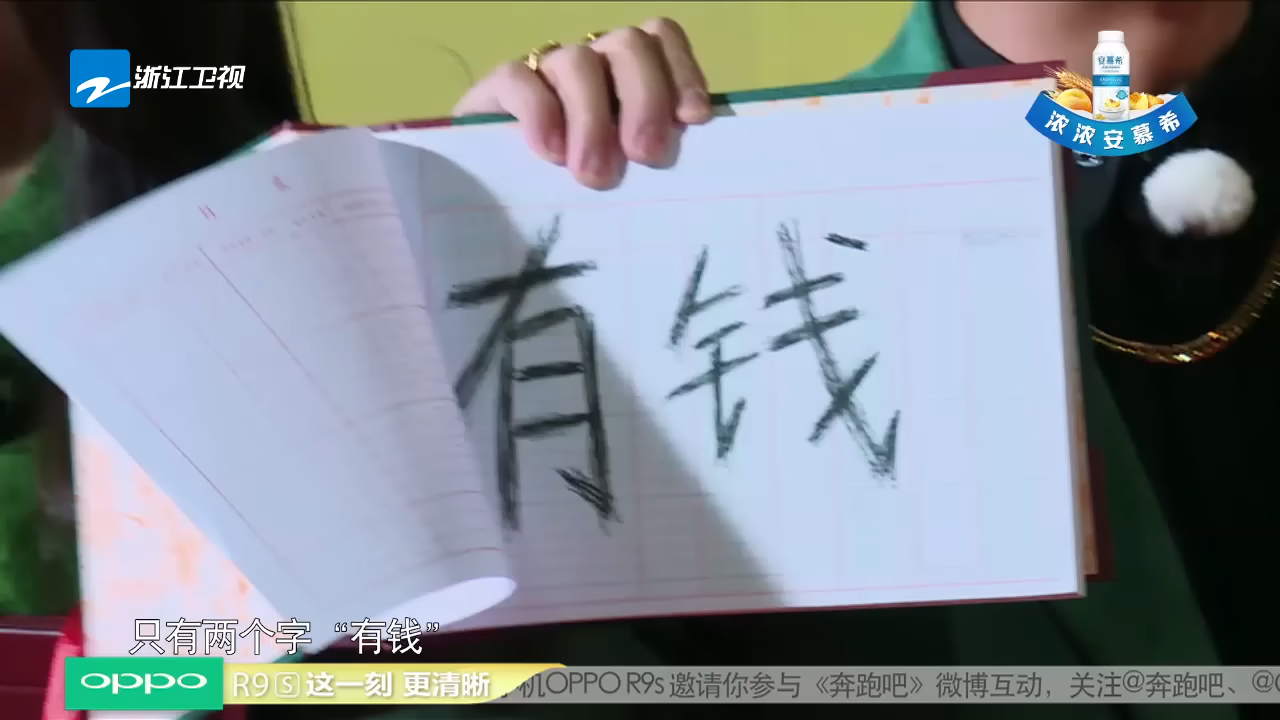 浙江卫视
安慕希
浓浓安慕希
有钱
只有两个字“有钱”
oppo R9s 这一刻 更清晰
机OPPO R9s 邀请你参与《奔跑吧》微博互动，关注@奔跑吧、@